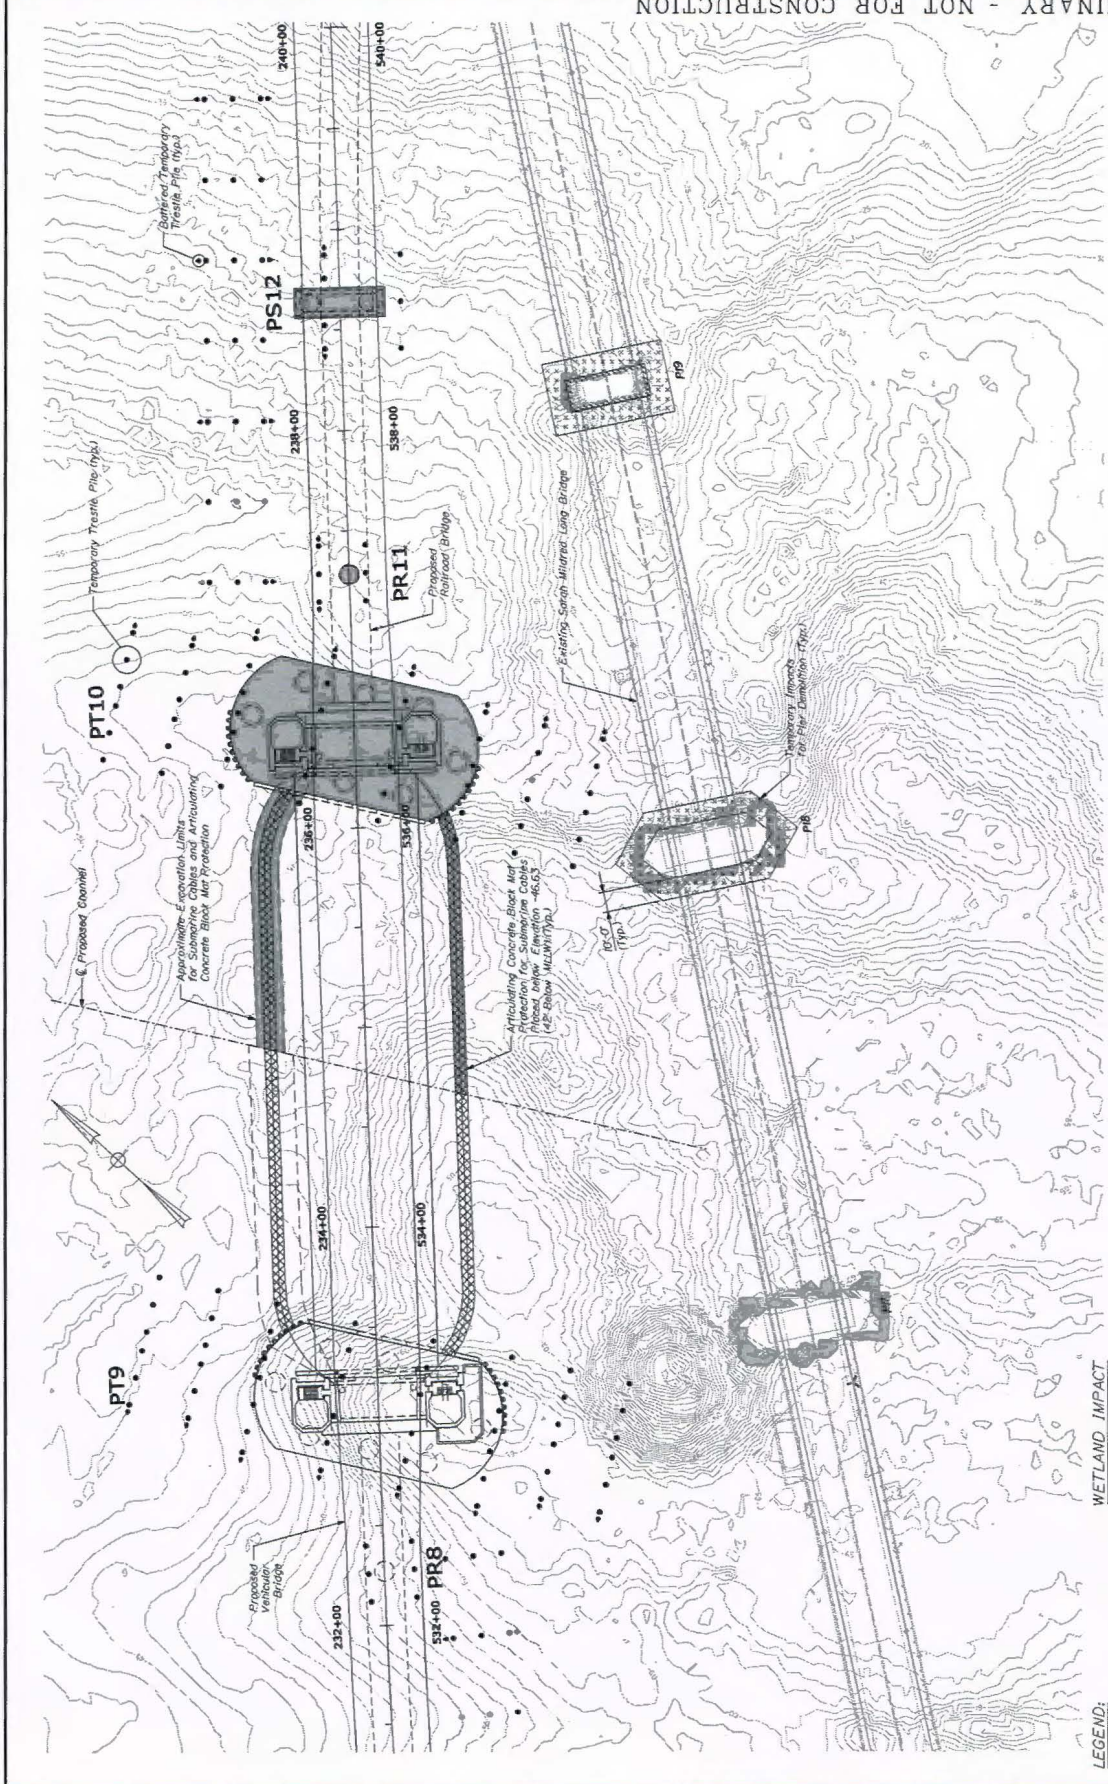 INARY - NOT FOR CONSTRUCTION
240+00
540+00
Battered Temporary
Trestle Pile (typ.)
PS12
238+00
538+00
Temporary Trestle Pile (typ.)
PR11
Proposed
Railroad Bridge
PT10
Approximate Excavation Limits
for Submarine Cables and Articulating
Concrete Block Mat Protection
236+00
536+00
℄ Proposed Channel
Articulating Concrete Block Mat
Protection for Submarine Cables
Placed below Elevation -46.63
(42' Below MLLW) (Typ.)
Existing Sarah Mildred Long Bridge
P19
Temporary Impacts
for Pier Demolition (Typ.)
P18
10'-0"
(Typ.)
234+00
534+00
PT9
P17
Proposed
Vehicular
Bridge
232+00
532+00
PR8
LEGEND:
WETLAND IMPACT